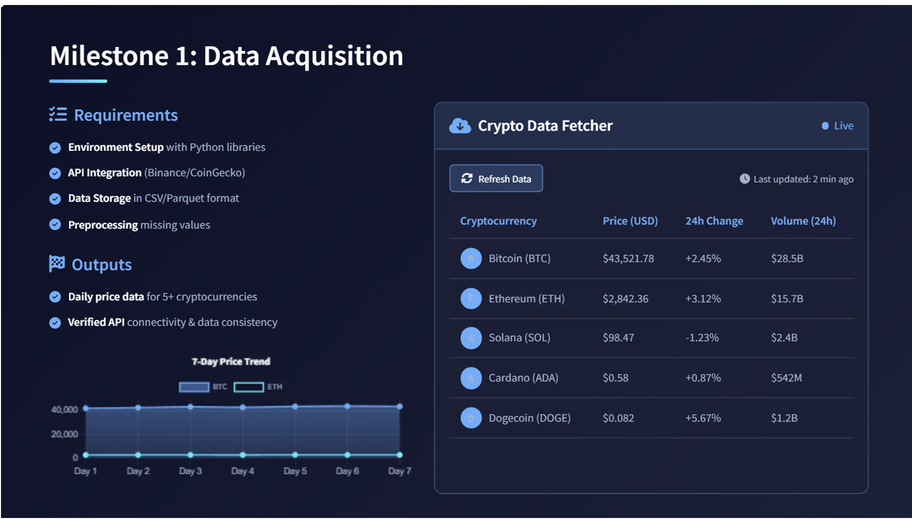 Milestone 1: Data Acquisition
Requirements
Environment Setup with Python libraries
API Integration (Binance/CoinGecko)
Data Storage in CSV/Parquet format
Preprocessing missing values
Outputs
Daily price data for 5+ cryptocurrencies
Verified API connectivity & data consistency
7-Day Price Trend
BTC ETH
40,000
20,000
0
Day 1 Day 2 Day 3 Day 4 Day 5 Day 6 Day 7
Crypto Data Fetcher
Live
Refresh Data
Last updated: 2 min ago
Cryptocurrency Price (USD) 24h Change Volume (24h)
B Bitcoin (BTC) $43,521.78 +2.45% $28.5B
E Ethereum (ETH) $2,842.36 +3.12% $15.7B
S Solana (SOL) $98.47 -1.23% $2.4B
A Cardano (ADA) $0.58 +0.87% $542M
D Dogecoin (DOGE) $0.082 +5.67% $1.2B